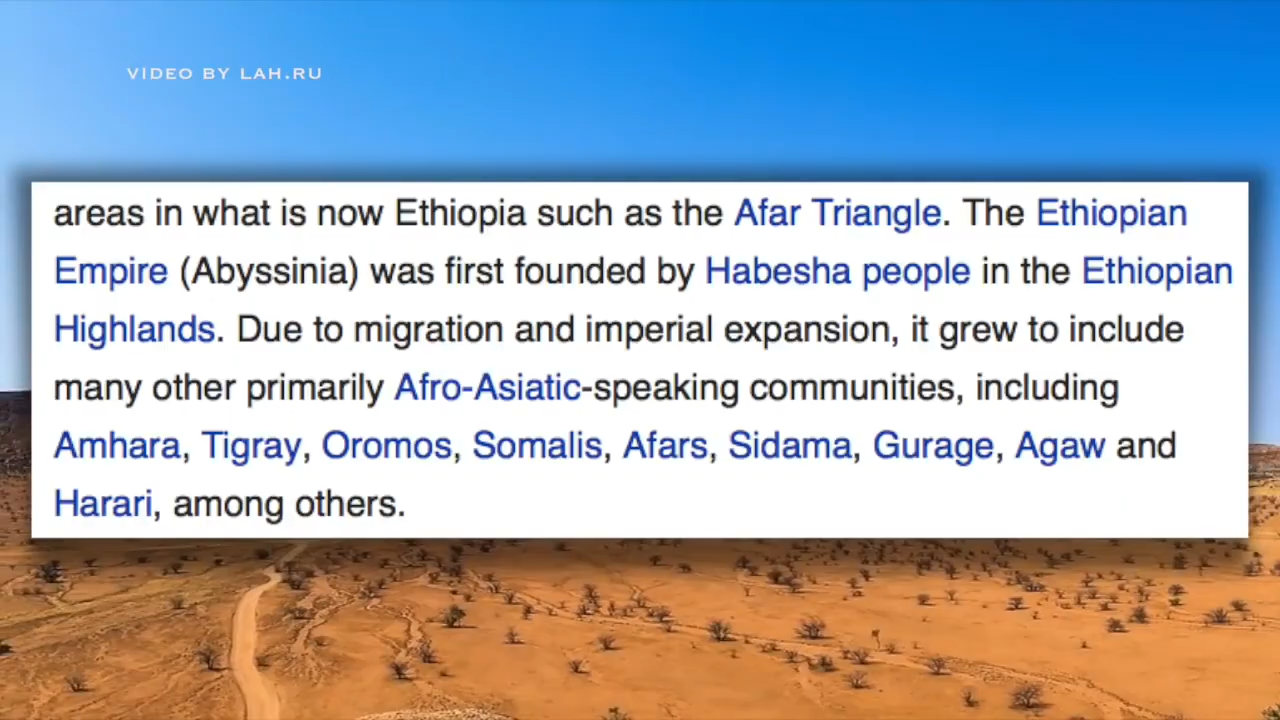 VIDEO BY LAH.RU
areas in what is now Ethiopia such as the Afar Triangle. The Ethiopian
Empire (Abyssinia) was first founded by Habesha people in the Ethiopian
Highlands. Due to migration and imperial expansion, it grew to include
many other primarily Afro-Asiatic-speaking communities, including
Amhara, Tigray, Oromos, Somalis, Afars, Sidama, Gurage, Agaw and
Harari, among others.